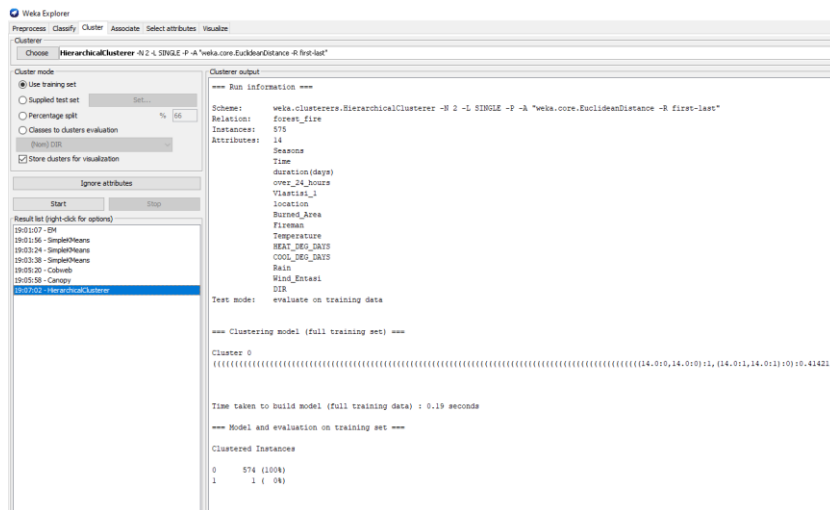 Weka Explorer
Preprocess Classify Cluster Associate Select attributes Visualize
Clusterer
Choose HierarchicalClusterer -N 2 -L SINGLE -P -A "weka.core.EuclideanDistance -R first-last"
Cluster mode
Use training set
Supplied test set Set...
Percentage split % 66
Classes to clusters evaluation
(Nom) DIR
Store clusters for visualization
Ignore attributes
Start Stop
Result list (right-click for options)
19:01:07 - EM
19:01:56 - SimpleKMeans
19:03:24 - SimpleKMeans
19:03:38 - SimpleKMeans
19:05:20 - Cobweb
19:05:58 - Canopy
19:07:02 - HierarchicalClusterer
Clusterer output
=== Run information ===
Scheme: weka.clusterers.HierarchicalClusterer -N 2 -L SINGLE -P -A "weka.core.EuclideanDistance -R first-last"
Relation: forest_fire
Instances: 575
Attributes: 14
Seasons
Time
duration(days)
over_24_hours
Vlastisi_1
location
Burned_Area
Fireman
Temperature
HEAT_DEG_DAYS
COOL_DEG_DAYS
Rain
Wind_Entasi
DIR
Test mode: evaluate on training data
=== Clustering model (full training set) ===
Cluster 0
(14.0:0,14.0:0):1,(14.0:1,14.0:1):0):0.41421
Time taken to build model (full training data) : 0.19 seconds
=== Model and evaluation on training set ===
Clustered Instances
0 574 (100%)
1 1 ( 0%)